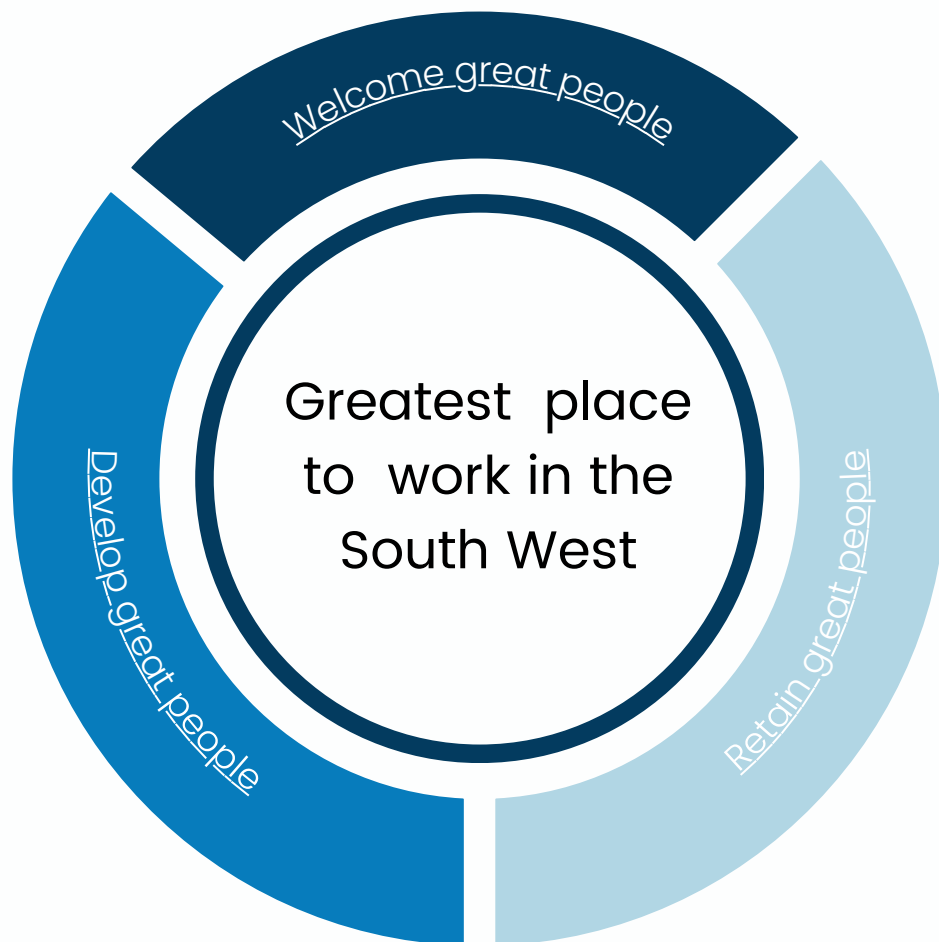 Welcome great people
Greatest place
to work in the
South West
Develop great people
Retain great people